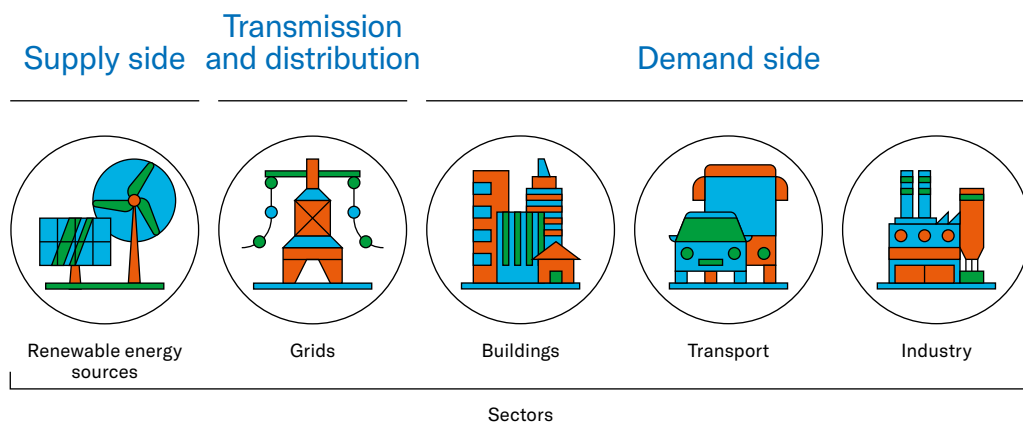 Supply side
Transmission
and distribution
Demand side
Renewable energy
sources
Grids
Buildings
Transport
Industry
Sectors